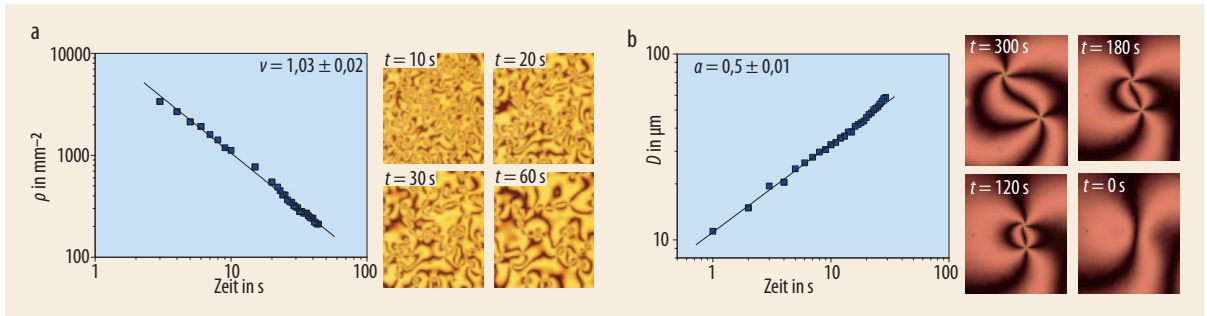 a
10000
1000
100
ρ in mm–2
ν = 1,03 ± 0,02
1 10 100
Zeit in s
t = 10 s t = 20 s
t = 30 s t = 60 s
b
100
10
D in µm
a = 0,5 ± 0,01
1 10 100
Zeit in s
t = 300 s t = 180 s
t = 120 s t = 0 s